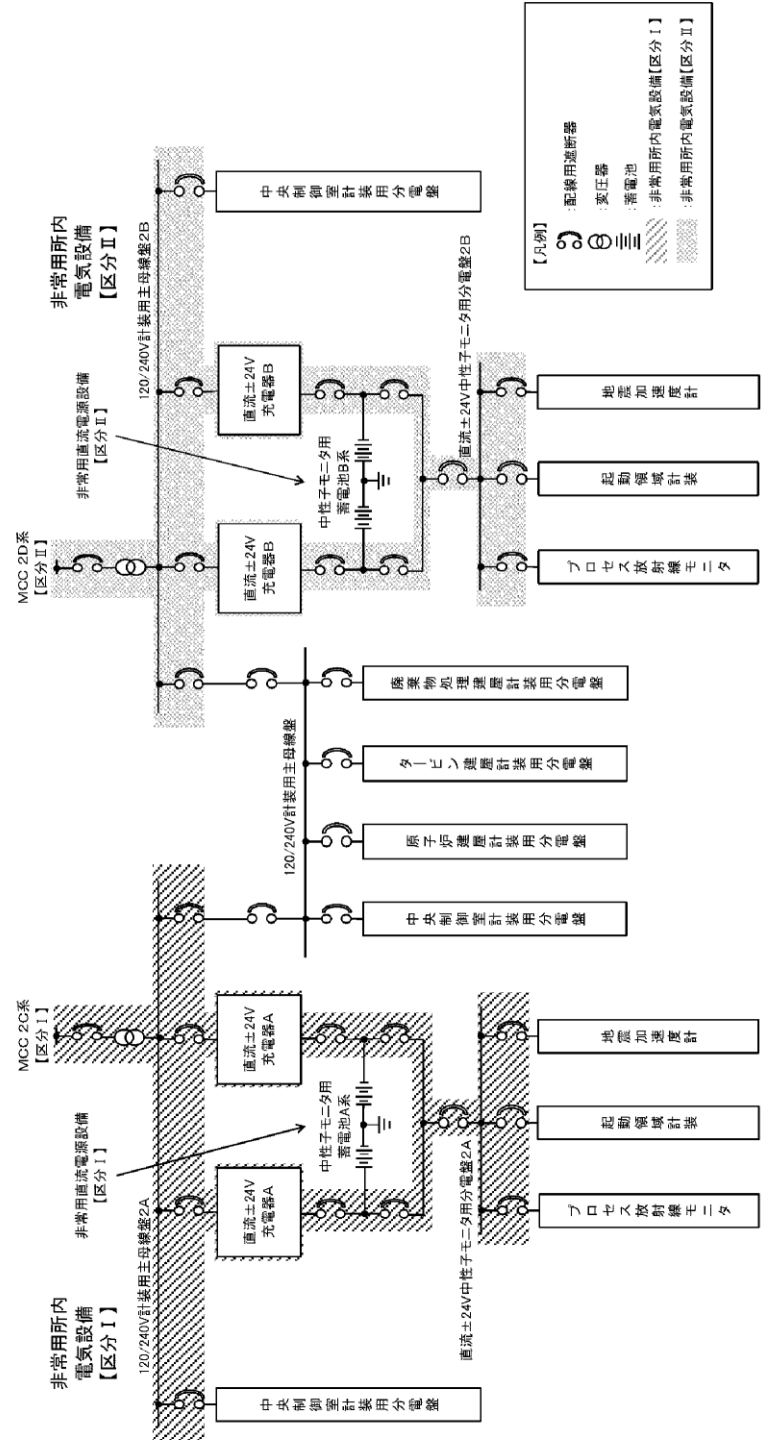 非常用所内
電気設備
【区分Ⅰ】
非常用直流電源設備
【区分Ⅰ】
MCC 2C系
【区分Ⅰ】
120/240V計装用主母線盤2A
中央制御室計装用分電盤
直流±24V
充電器A
直流±24V
充電器A
中性子モニタ用
蓄電池A系
直流±24V中性子モニタ用分電盤2A
プロセス放射線モニタ
起動領域計装
地震加速度計
120/240V計装用主母線盤
中央制御室計装用分電盤
原子炉建屋計装用分電盤
タービン建屋計装用分電盤
廃棄物処理建屋計装用分電盤
MCC 2D系
【区分Ⅱ】
非常用直流電源設備
【区分Ⅱ】
非常用所内
電気設備
【区分Ⅱ】
120/240V計装用主母線盤2B
直流±24V
充電器B
直流±24V
充電器B
中性子モニタ用
蓄電池B系
中央制御室計装用分電盤
直流±24V中性子モニタ用分電盤2B
プロセス放射線モニタ
起動領域計装
地震加速度計
【凡例】
:配線用遮断器
:変圧器
:蓄電池
:非常用所内電気設備【区分Ⅰ】
:非常用所内電気設備【区分Ⅱ】